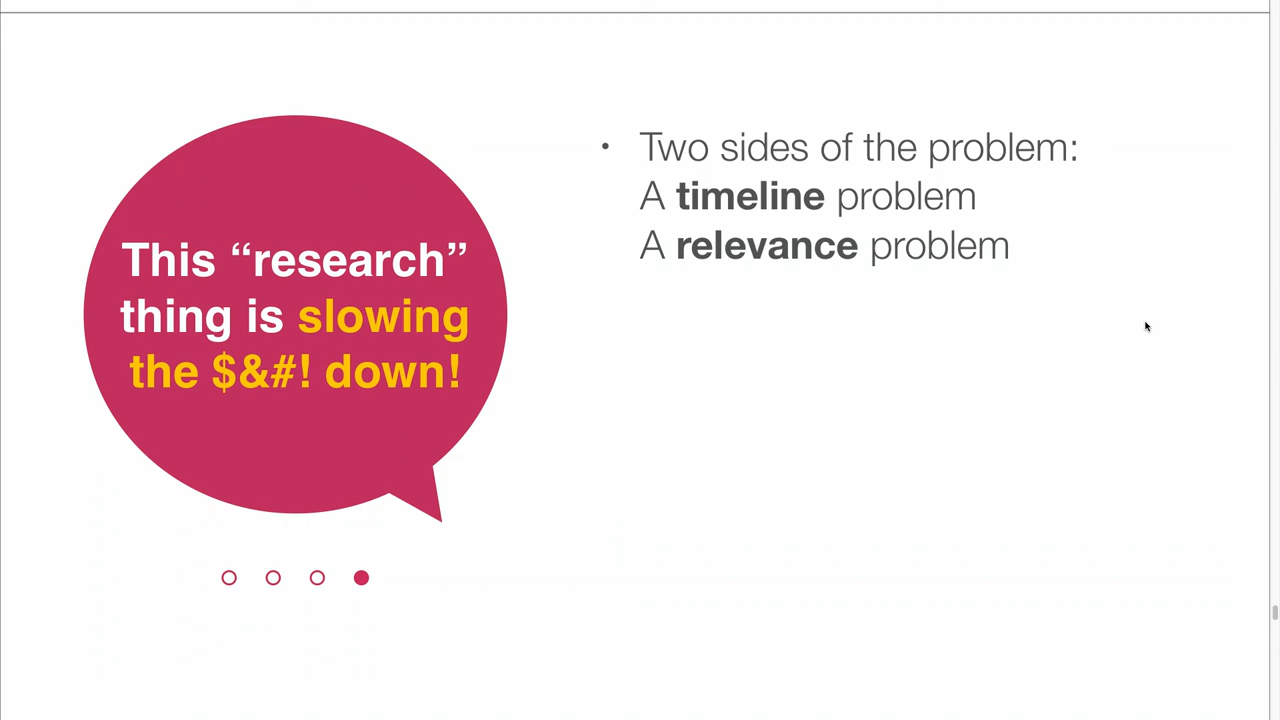 This “research”
thing is slowing
the $&#! down!
• Two sides of the problem:
A timeline problem
A relevance problem